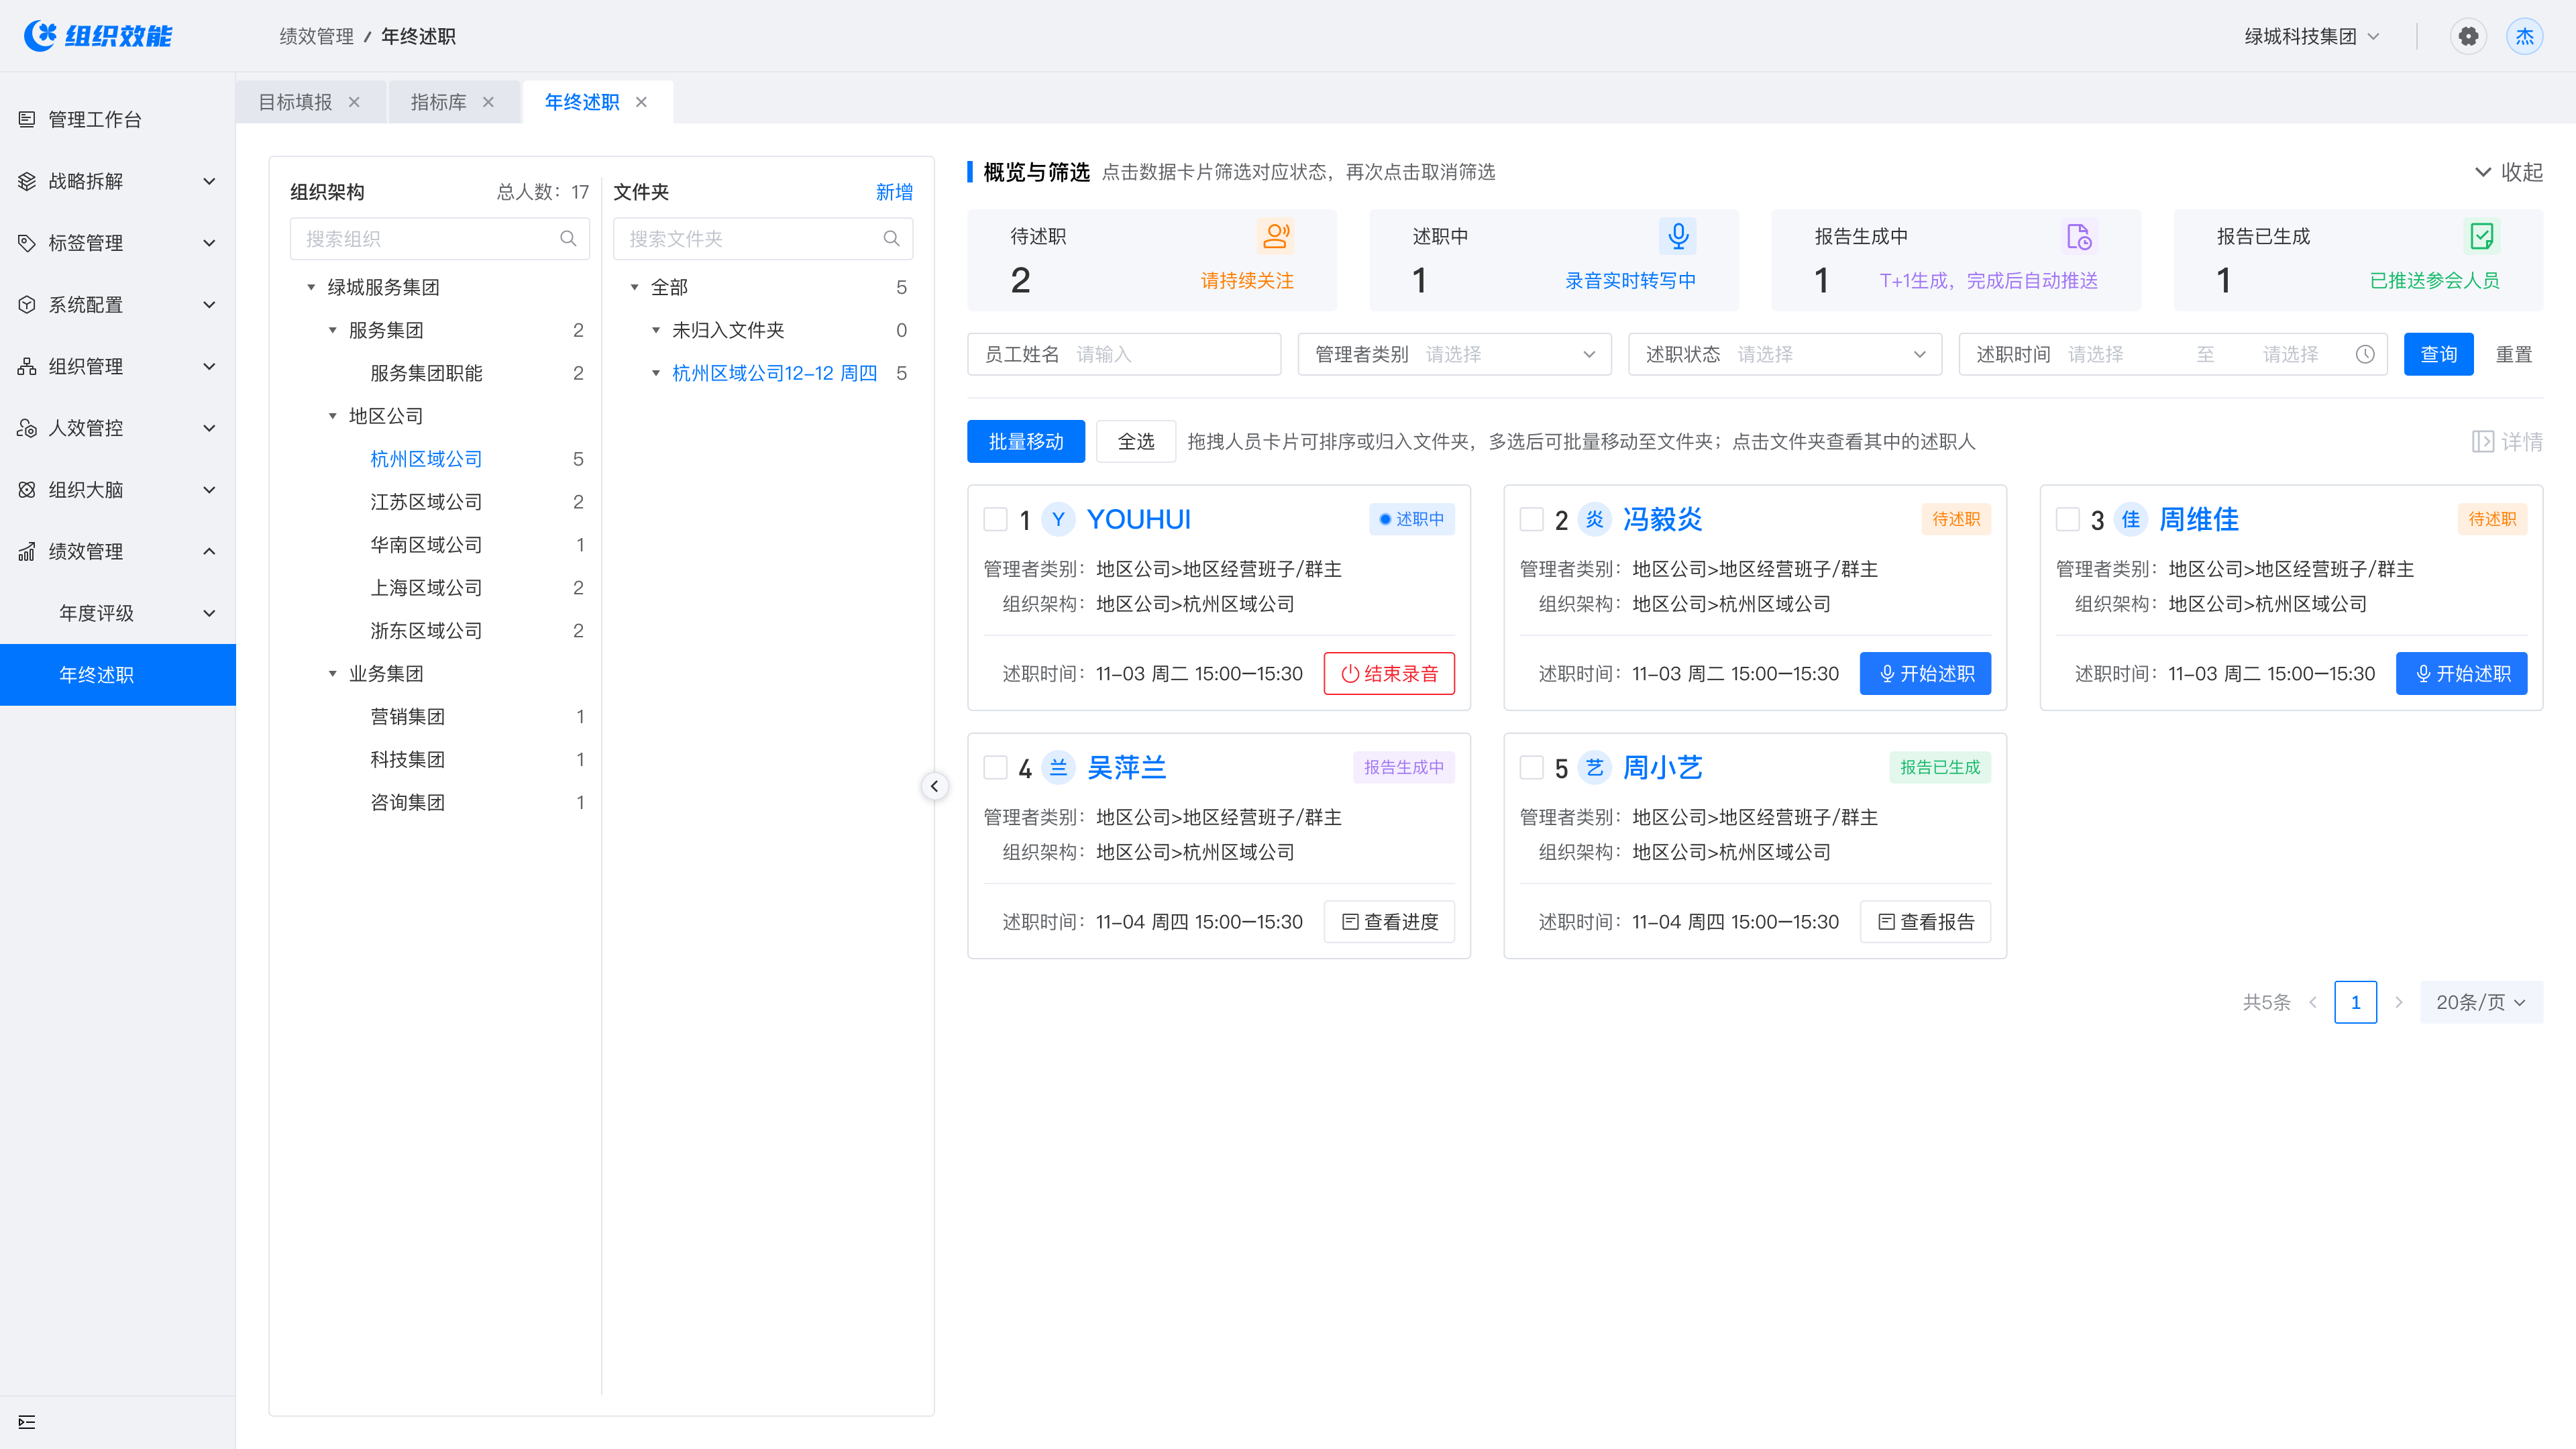 组织效能
绩效管理 / 年终述职
绿城科技集团
杰
管理工作台
战略拆解
标签管理
系统配置
组织管理
人效管控
组织大脑
绩效管理
年度评级
年终述职
目标填报
指标库
年终述职
组织架构 总人数：17
搜索组织
绿城服务集团
服务集团 2
服务集团职能 2
地区公司
杭州区域公司 5
江苏区域公司 2
华南区域公司 1
上海区域公司 2
浙东区域公司 2
业务集团
营销集团 1
科技集团 1
咨询集团 1
文件夹 新增
搜索文件夹
全部 5
未归入文件夹 0
杭州区域公司12-12 周四 5
概览与筛选 点击数据卡片筛选对应状态，再次点击取消筛选 收起
待述职
2 请持续关注
述职中
1 录音实时转写中
报告生成中
1 T+1生成，完成后自动推送
报告已生成
1 已推送参会人员
员工姓名 请输入 管理者类别 请选择 述职状态 请选择 述职时间 请选择 至 请选择 查询 重置
批量移动 全选 拖拽人员卡片可排序或归入文件夹，多选后可批量移动至文件夹；点击文件夹查看其中的述职人 详情
1 Y YOUHUI 述职中
管理者类别：地区公司>地区经营班子/群主
组织架构：地区公司>杭州区域公司
述职时间：11-03 周二 15:00—15:30 结束录音
2 炎 冯毅炎 待述职
管理者类别：地区公司>地区经营班子/群主
组织架构：地区公司>杭州区域公司
述职时间：11-03 周二 15:00—15:30 开始述职
3 佳 周维佳 待述职
管理者类别：地区公司>地区经营班子/群主
组织架构：地区公司>杭州区域公司
述职时间：11-03 周二 15:00—15:30 开始述职
4 兰 吴萍兰 报告生成中
管理者类别：地区公司>地区经营班子/群主
组织架构：地区公司>杭州区域公司
述职时间：11-04 周四 15:00—15:30 查看进度
5 艺 周小艺 报告已生成
管理者类别：地区公司>地区经营班子/群主
组织架构：地区公司>杭州区域公司
述职时间：11-04 周四 15:00—15:30 查看报告
共5条 1 20条/页